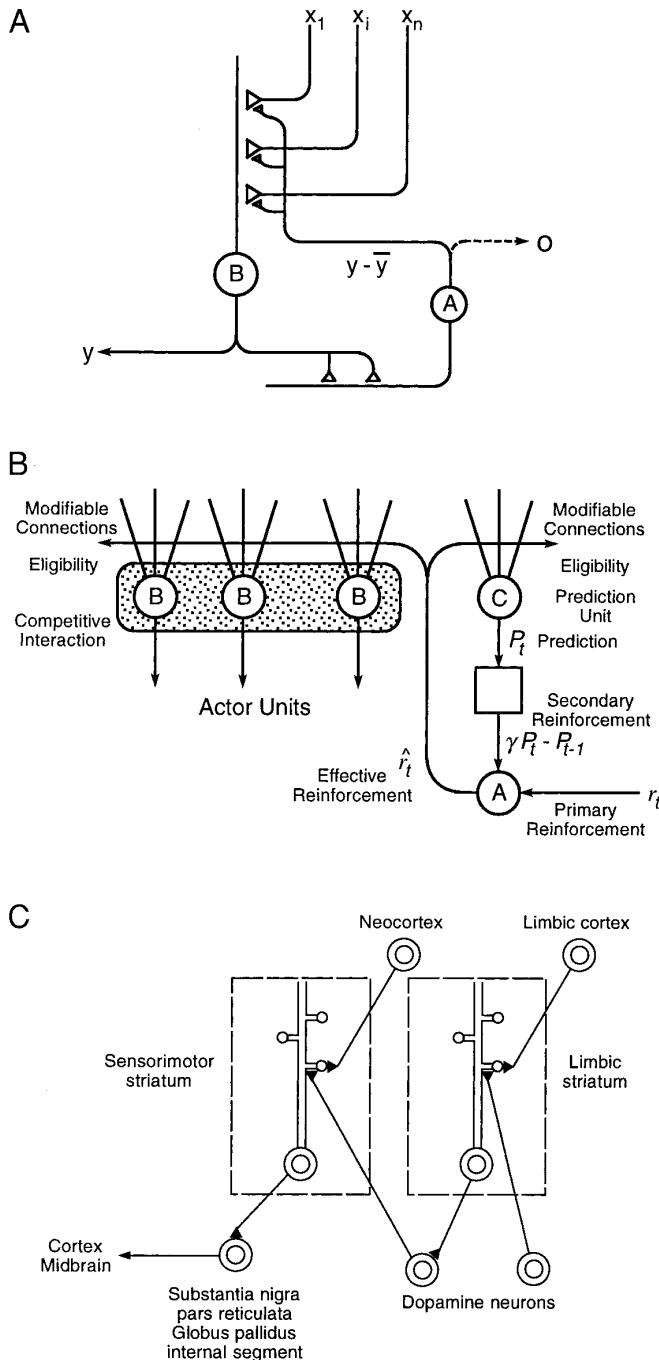 A
x1 xi xn
O
y - ȳ
B
A
y
B
Modifiable
Connections
Modifiable
Connections
Eligibility
Eligibility
B B B C
Prediction
Unit
Competitive
Interaction
Pt Prediction
Actor Units
Secondary
Reinforcement
γPt - Pt-1
r̂t
Effective
Reinforcement
A
rt
Primary
Reinforcement
C
Neocortex
Limbic cortex
Sensorimotor
striatum
Limbic
striatum
Cortex
Midbrain
Substantia nigra
pars reticulata
Globus pallidus
internal segment
Dopamine neurons